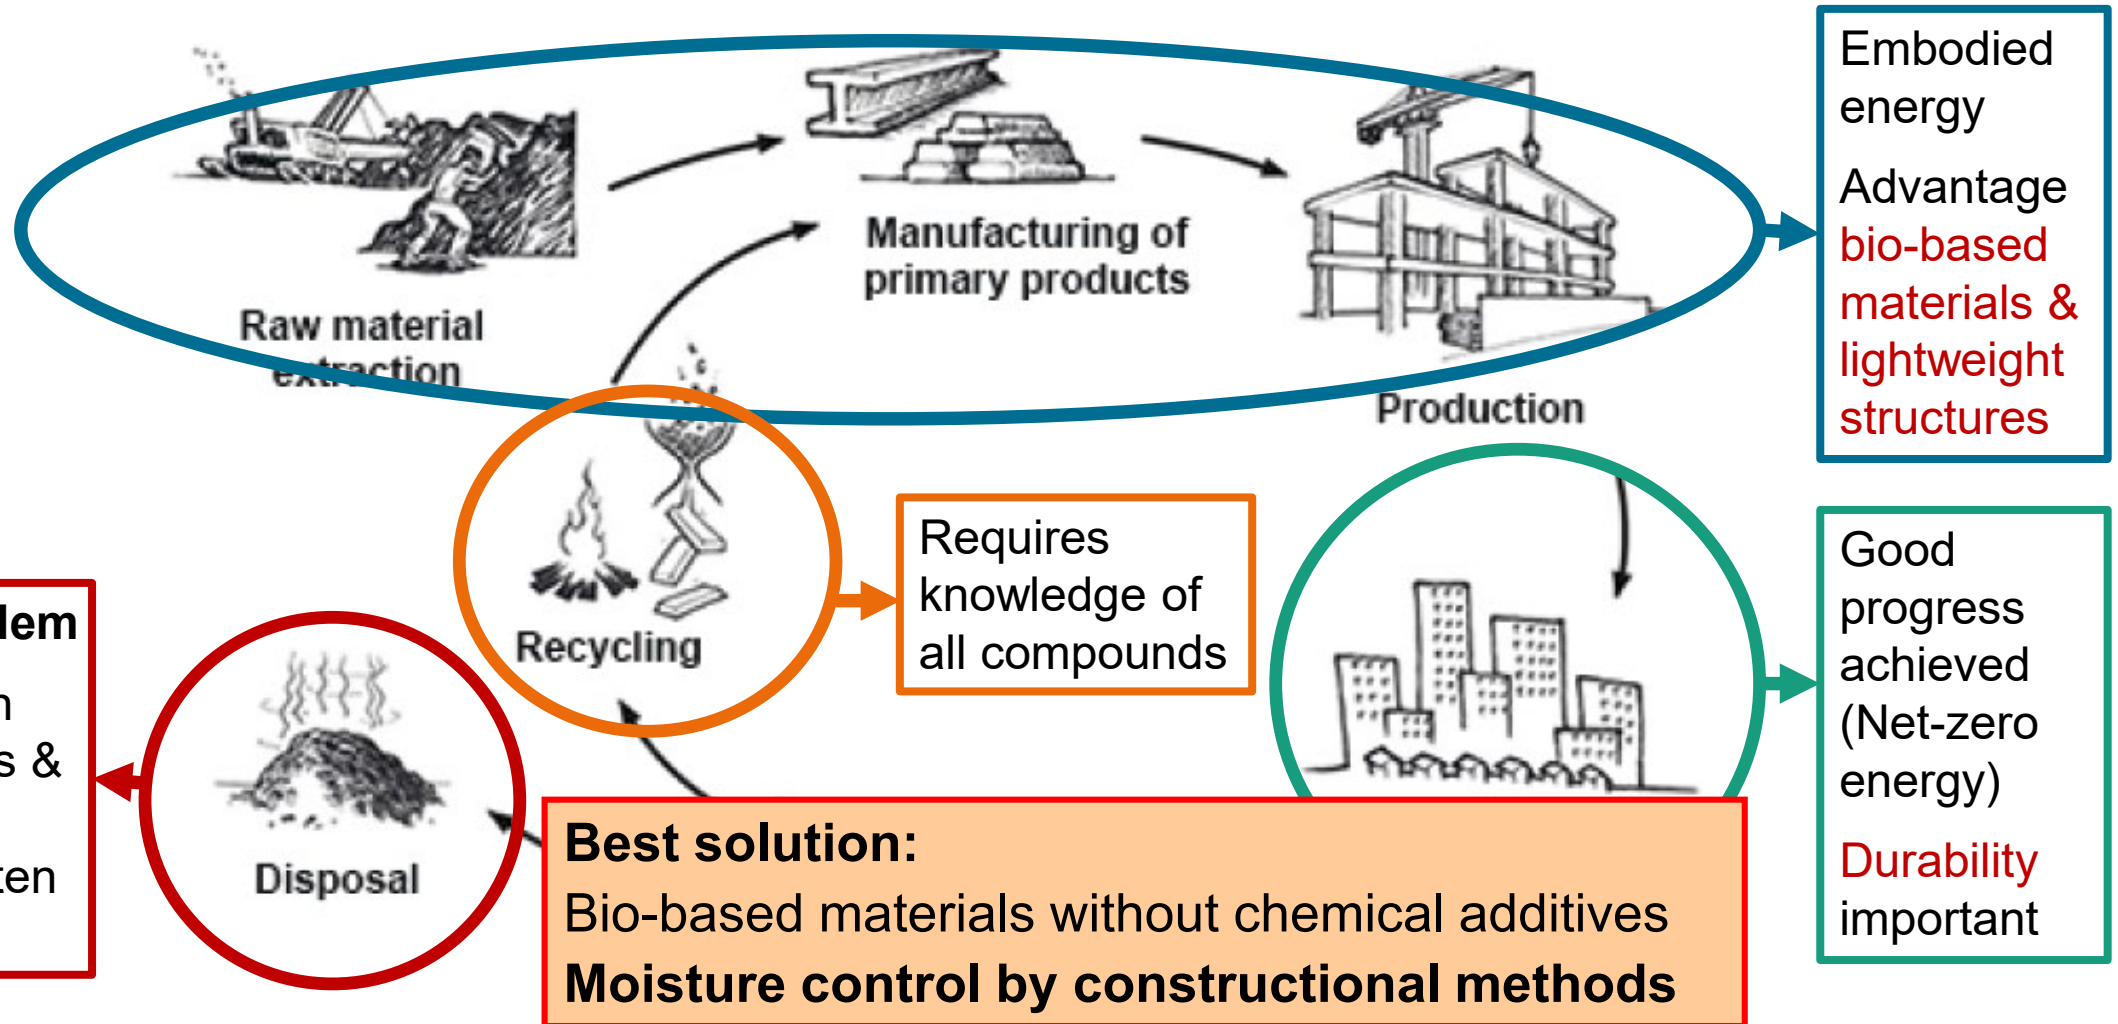 Embodied
energy
Advantage
bio-based
materials &
lightweight
structures
Manufacturing of
primary products
Raw material
extraction
Production
Requires
knowledge of
all compounds
Recycling
Good
progress
achieved
(Net-zero
energy)
Durability
important
&
Disposal
Best solution:
Bio-based materials without chemical additives
Moisture control by constructional methods